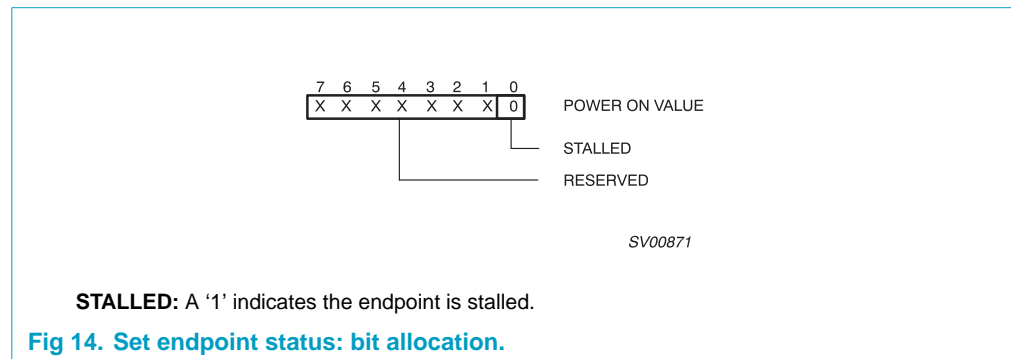 7 6 5 4 3 2 1 0
X X X X X X X 0 POWER ON VALUE
STALLED
RESERVED
SV00871
STALLED: A ‘1’ indicates the endpoint is stalled.
Fig 14. Set endpoint status: bit allocation.